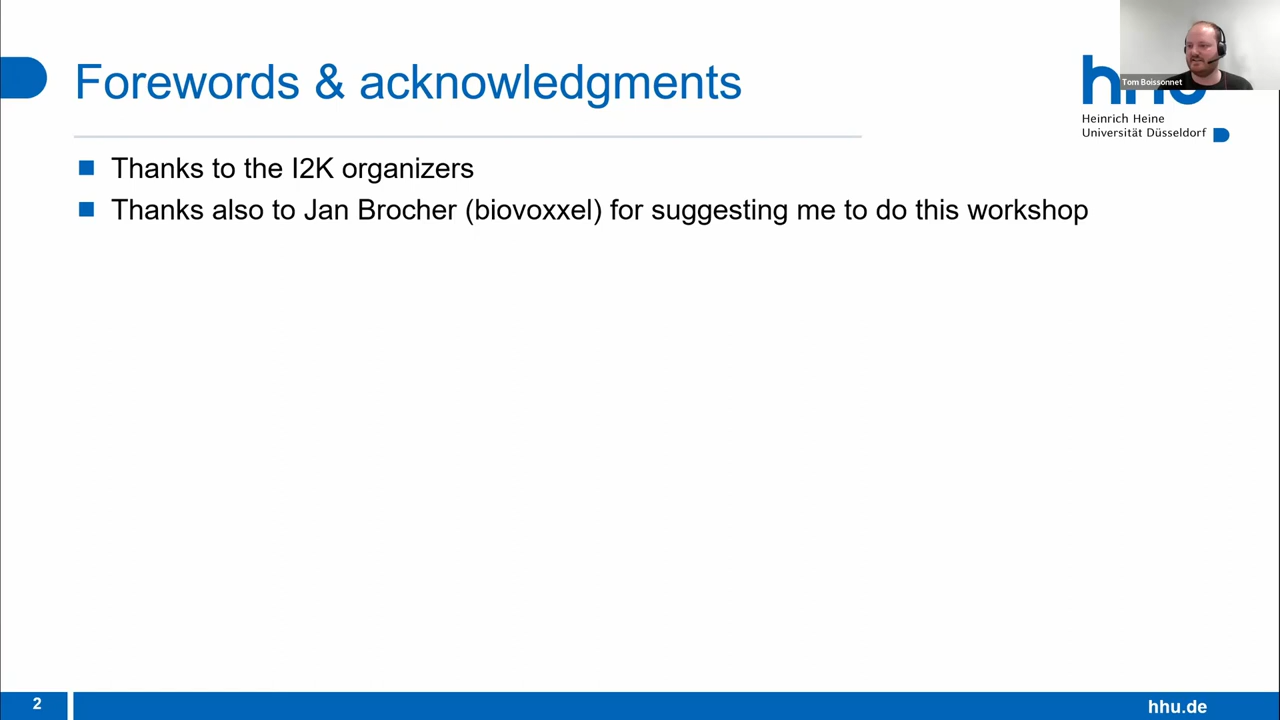 Forewords & acknowledgments
Tom Boissonnet
Heinrich Heine
Universität Düsseldorf
Thanks to the I2K organizers
Thanks also to Jan Brocher (biovoxxel) for suggesting me to do this workshop
2
hhu.de